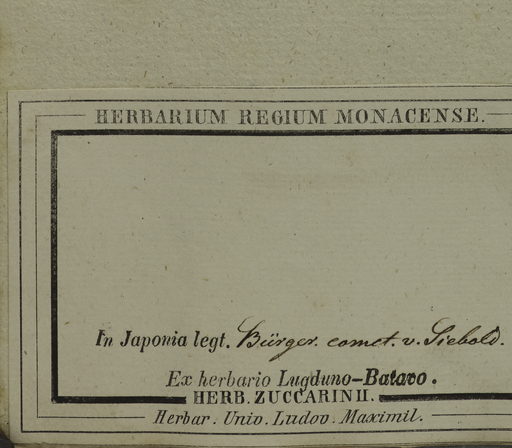 HERBARIUM REGIUM MONACENSE.
In Japonia legt. Bürger. comet. v. Siebold.
Ex herbario Lugduno-Batavo.
HERB. ZUCCARINII.
Herbar. Univ. Ludov. Maximil.